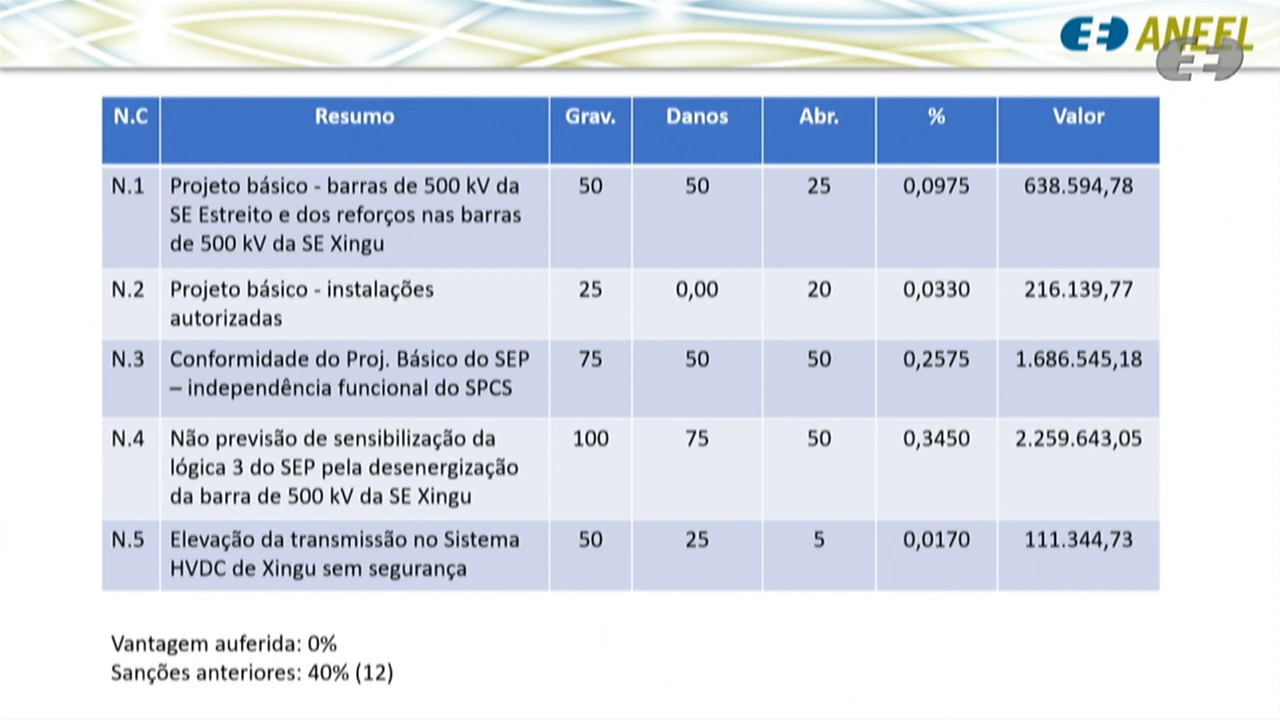 ANEEL
N.C Resumo Grav. Danos Abr. % Valor
N.1 Projeto básico - barras de 500 kV da 50 50 25 0,0975 638.594,78
SE Estreito e dos reforços nas barras
de 500 kV da SE Xingu
N.2 Projeto básico - instalações 25 0,00 20 0,0330 216.139,77
autorizadas
N.3 Conformidade do Proj. Básico do SEP 75 50 50 0,2575 1.686.545,18
– independência funcional do SPCS
N.4 Não previsão de sensibilização da 100 75 50 0,3450 2.259.643,05
lógica 3 do SEP pela desenergização
da barra de 500 kV da SE Xingu
N.5 Elevação da transmissão no Sistema 50 25 5 0,0170 111.344,73
HVDC de Xingu sem segurança
Vantagem auferida: 0%
Sanções anteriores: 40% (12)